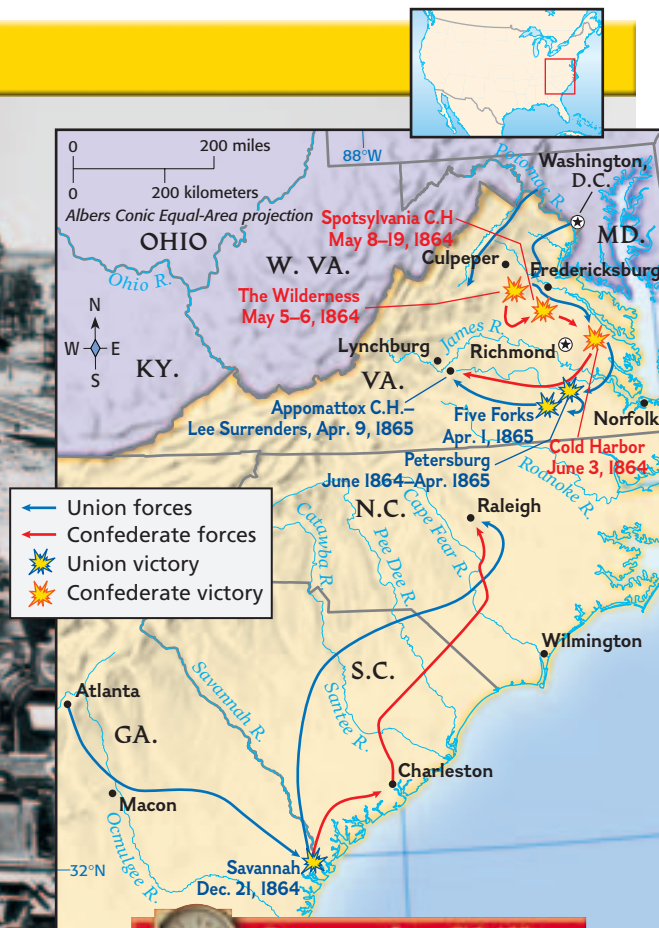 0 200 miles
0 200 kilometers
Albers Conic Equal-Area projection
88°W
Potomac R.
Washington,
D.C.
MD.
OHIO
Ohio R.
W. VA.
Spotsylvania C.H
May 8–19, 1864
Culpeper
Fredericksburg
The Wilderness
May 5–6, 1864
N
W E
S
KY.
James R.
Lynchburg
Richmond
VA.
Appomattox C.H.–
Lee Surrenders, Apr. 9, 1865
Five Forks
Apr. 1, 1865
Norfolk
Cold Harbor
June 3, 1864
Petersburg
June 1864–Apr. 1865
Roanoke R.
Union forces
Confederate forces
Union victory
Confederate victory
N.C.
Raleigh
Catawba R.
Pee Dee R.
Cape Fear R.
Wilmington
S.C.
Savannah R.
Santee R.
Atlanta
GA.
Charleston
Macon
Ocmulgee R.
32°N
Savannah
Dec. 21, 1864